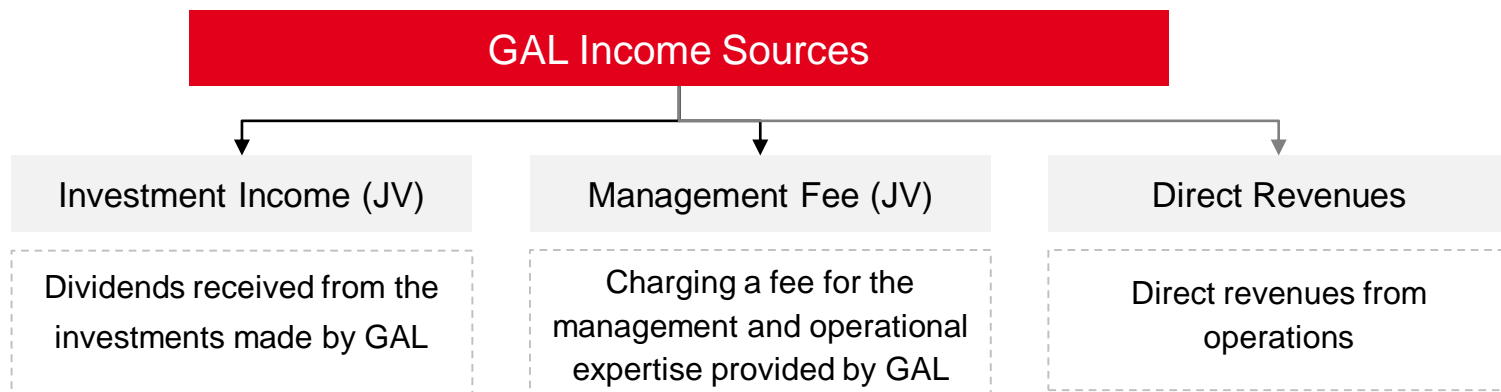 GAL Income Sources
Investment Income (JV)
Management Fee (JV)
Direct Revenues
Dividends received from the
investments made by GAL
Charging a fee for the
management and operational
expertise provided by GAL
Direct revenues from
operations